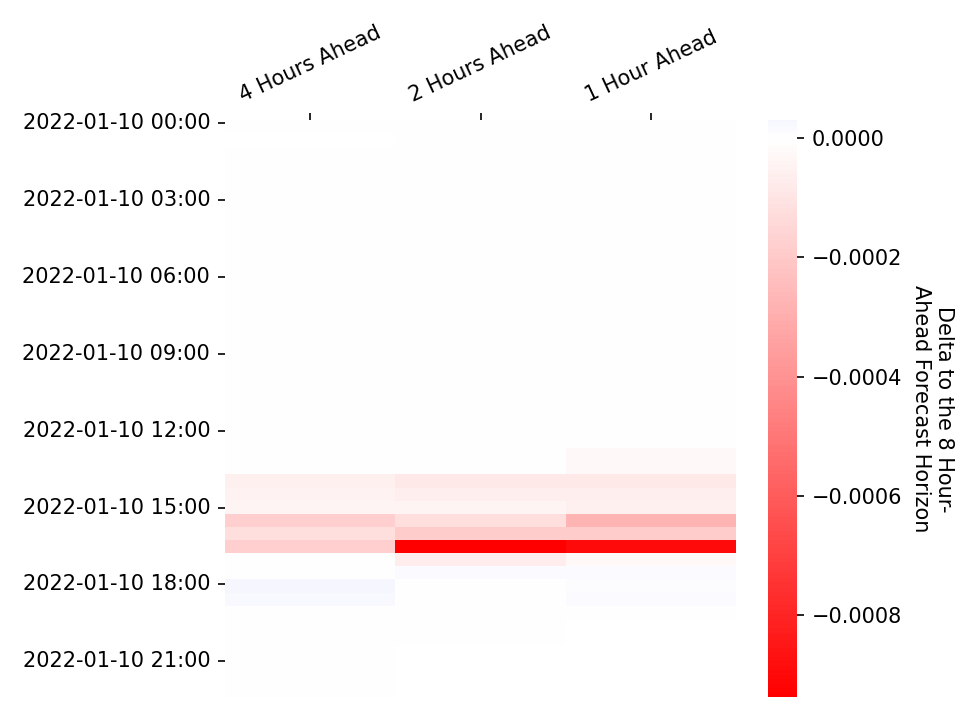 4 Hours Ahead
2 Hours Ahead
1 Hour Ahead
2022-01-10 00:00
2022-01-10 03:00
2022-01-10 06:00
2022-01-10 09:00
2022-01-10 12:00
2022-01-10 15:00
2022-01-10 18:00
2022-01-10 21:00
0.0000
−0.0002
−0.0004
−0.0006
−0.0008
Delta to the 8 Hour-
Ahead Forecast Horizon